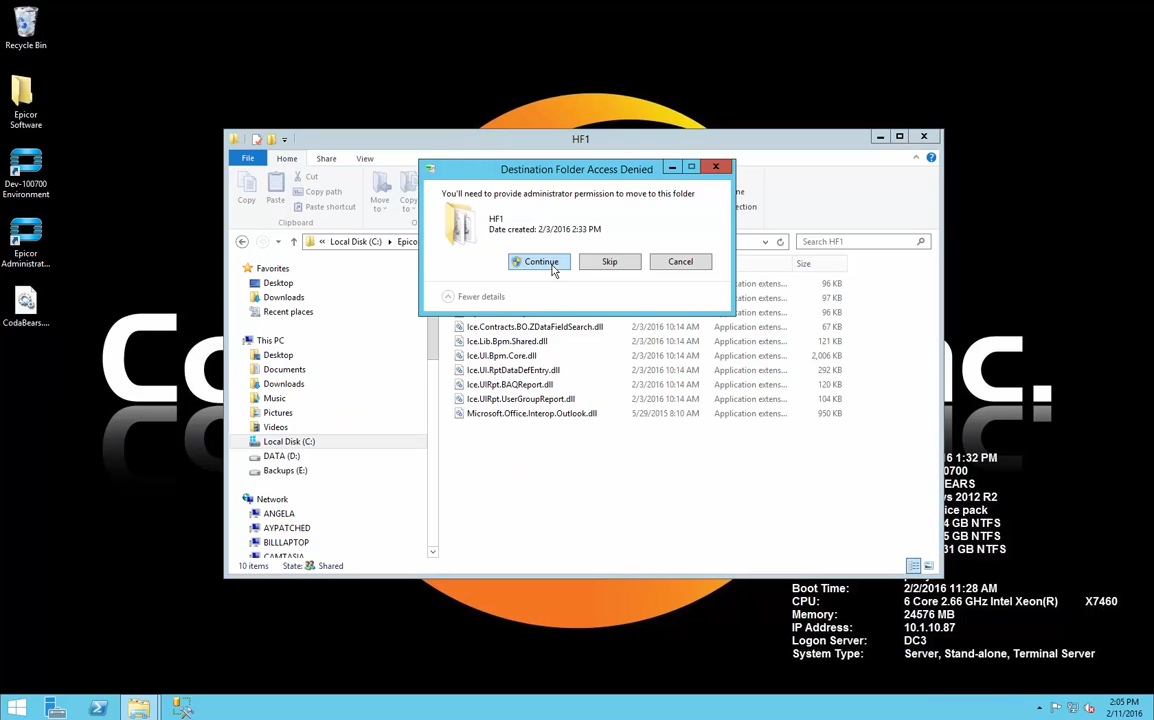 Recycle Bin
Epicor
Software
Dev-100700
Environment
Epicor
Administrat...
CodaBears....
HF1
File
Home
Share
View
Copy
Paste
Cut
Copy path
Paste shortcut
Clipboard
Move
to
Copy
to
Local Disk (C:)
Epico
Search HF1
Favorites
Desktop
Downloads
Recent places
This PC
Desktop
Documents
Downloads
Music
Pictures
Videos
Local Disk (C:)
DATA (D:)
Backups (E:)
Network
ANGELA
AYPATCHED
BILLLAPTOP
CAMTASIA
Destination Folder Access Denied
You'll need to provide administrator permission to move to this folder
HF1
Date created: 2/3/2016 2:33 PM
Continue
Skip
Cancel
Fewer details
Size
96 KB
97 KB
96 KB
Ice.Contracts.BO.ZDataFieldSearch.dll 2/3/2016 10:14 AM Application extens... 67 KB
Ice.Lib.Bpm.Shared.dll 2/3/2016 10:14 AM Application extens... 121 KB
Ice.UI.Bpm.Core.dll 2/3/2016 10:14 AM Application extens... 2,006 KB
Ice.UI.RptDataDefEntry.dll 2/3/2016 10:14 AM Application extens... 292 KB
Ice.UIRpt.BAQReport.dll 2/3/2016 10:14 AM Application extens... 120 KB
Ice.UIRpt.UserGroupReport.dll 2/3/2016 10:14 AM Application extens... 104 KB
Microsoft.Office.Interop.Outlook.dll 5/29/2015 8:10 AM Application extens... 950 KB
10 items State: Shared
Co nc.
6 1:32 PM
0700
EARS
s 2012 R2
ice pack
4 GB NTFS
5 GB NTFS
31 GB NTFS
Boot Time: 2/2/2016 11:28 AM
CPU: 6 Core 2.66 GHz Intel Xeon(R) X7460
Memory: 24576 MB
IP Address: 10.1.10.87
Logon Server: DC3
System Type: Server, Stand-alone, Terminal Server
2:05 PM
2/11/2016